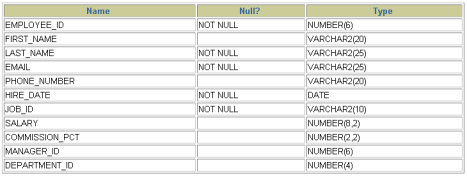 Name Null? Type
EMPLOYEE_ID NOT NULL NUMBER(6)
FIRST_NAME VARCHAR2(20)
LAST_NAME NOT NULL VARCHAR2(25)
EMAIL NOT NULL VARCHAR2(25)
PHONE_NUMBER VARCHAR2(20)
HIRE_DATE NOT NULL DATE
JOB_ID NOT NULL VARCHAR2(10)
SALARY NUMBER(8,2)
COMMISSION_PCT NUMBER(2,2)
MANAGER_ID NUMBER(6)
DEPARTMENT_ID NUMBER(4)